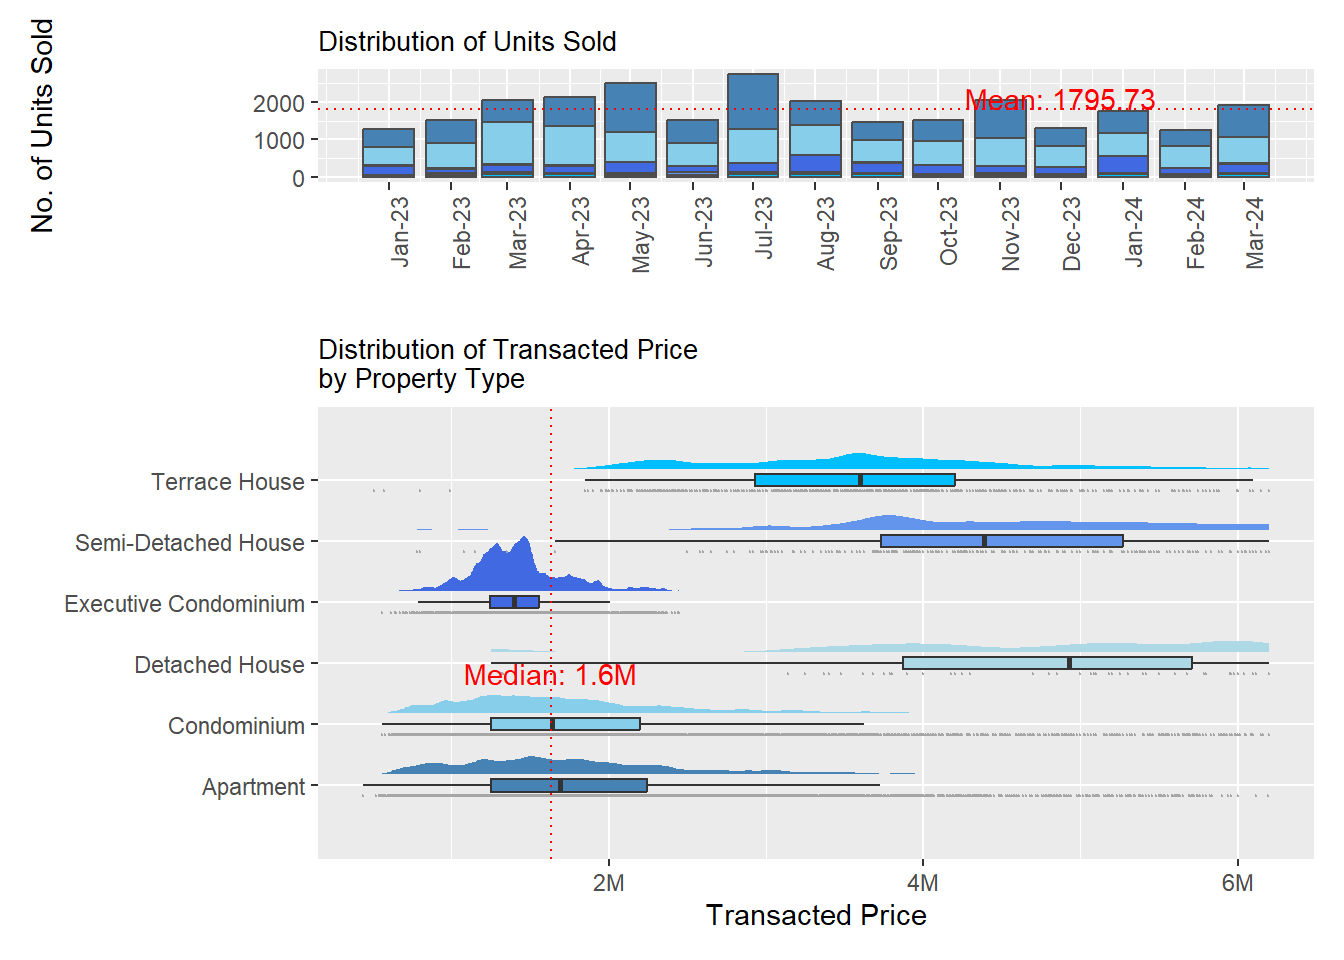 Distribution of Units Sold
No. of Units Sold
2000
1000
0
Mean: 1795.73
Jan-23
Feb-23
Mar-23
Apr-23
May-23
Jun-23
Jul-23
Aug-23
Sep-23
Oct-23
Nov-23
Dec-23
Jan-24
Feb-24
Mar-24
Distribution of Transacted Price
by Property Type
Terrace House
Semi-Detached House
Executive Condominium
Detached House
Median: 1.6M
Condominium
Apartment
2M
4M
6M
Transacted Price